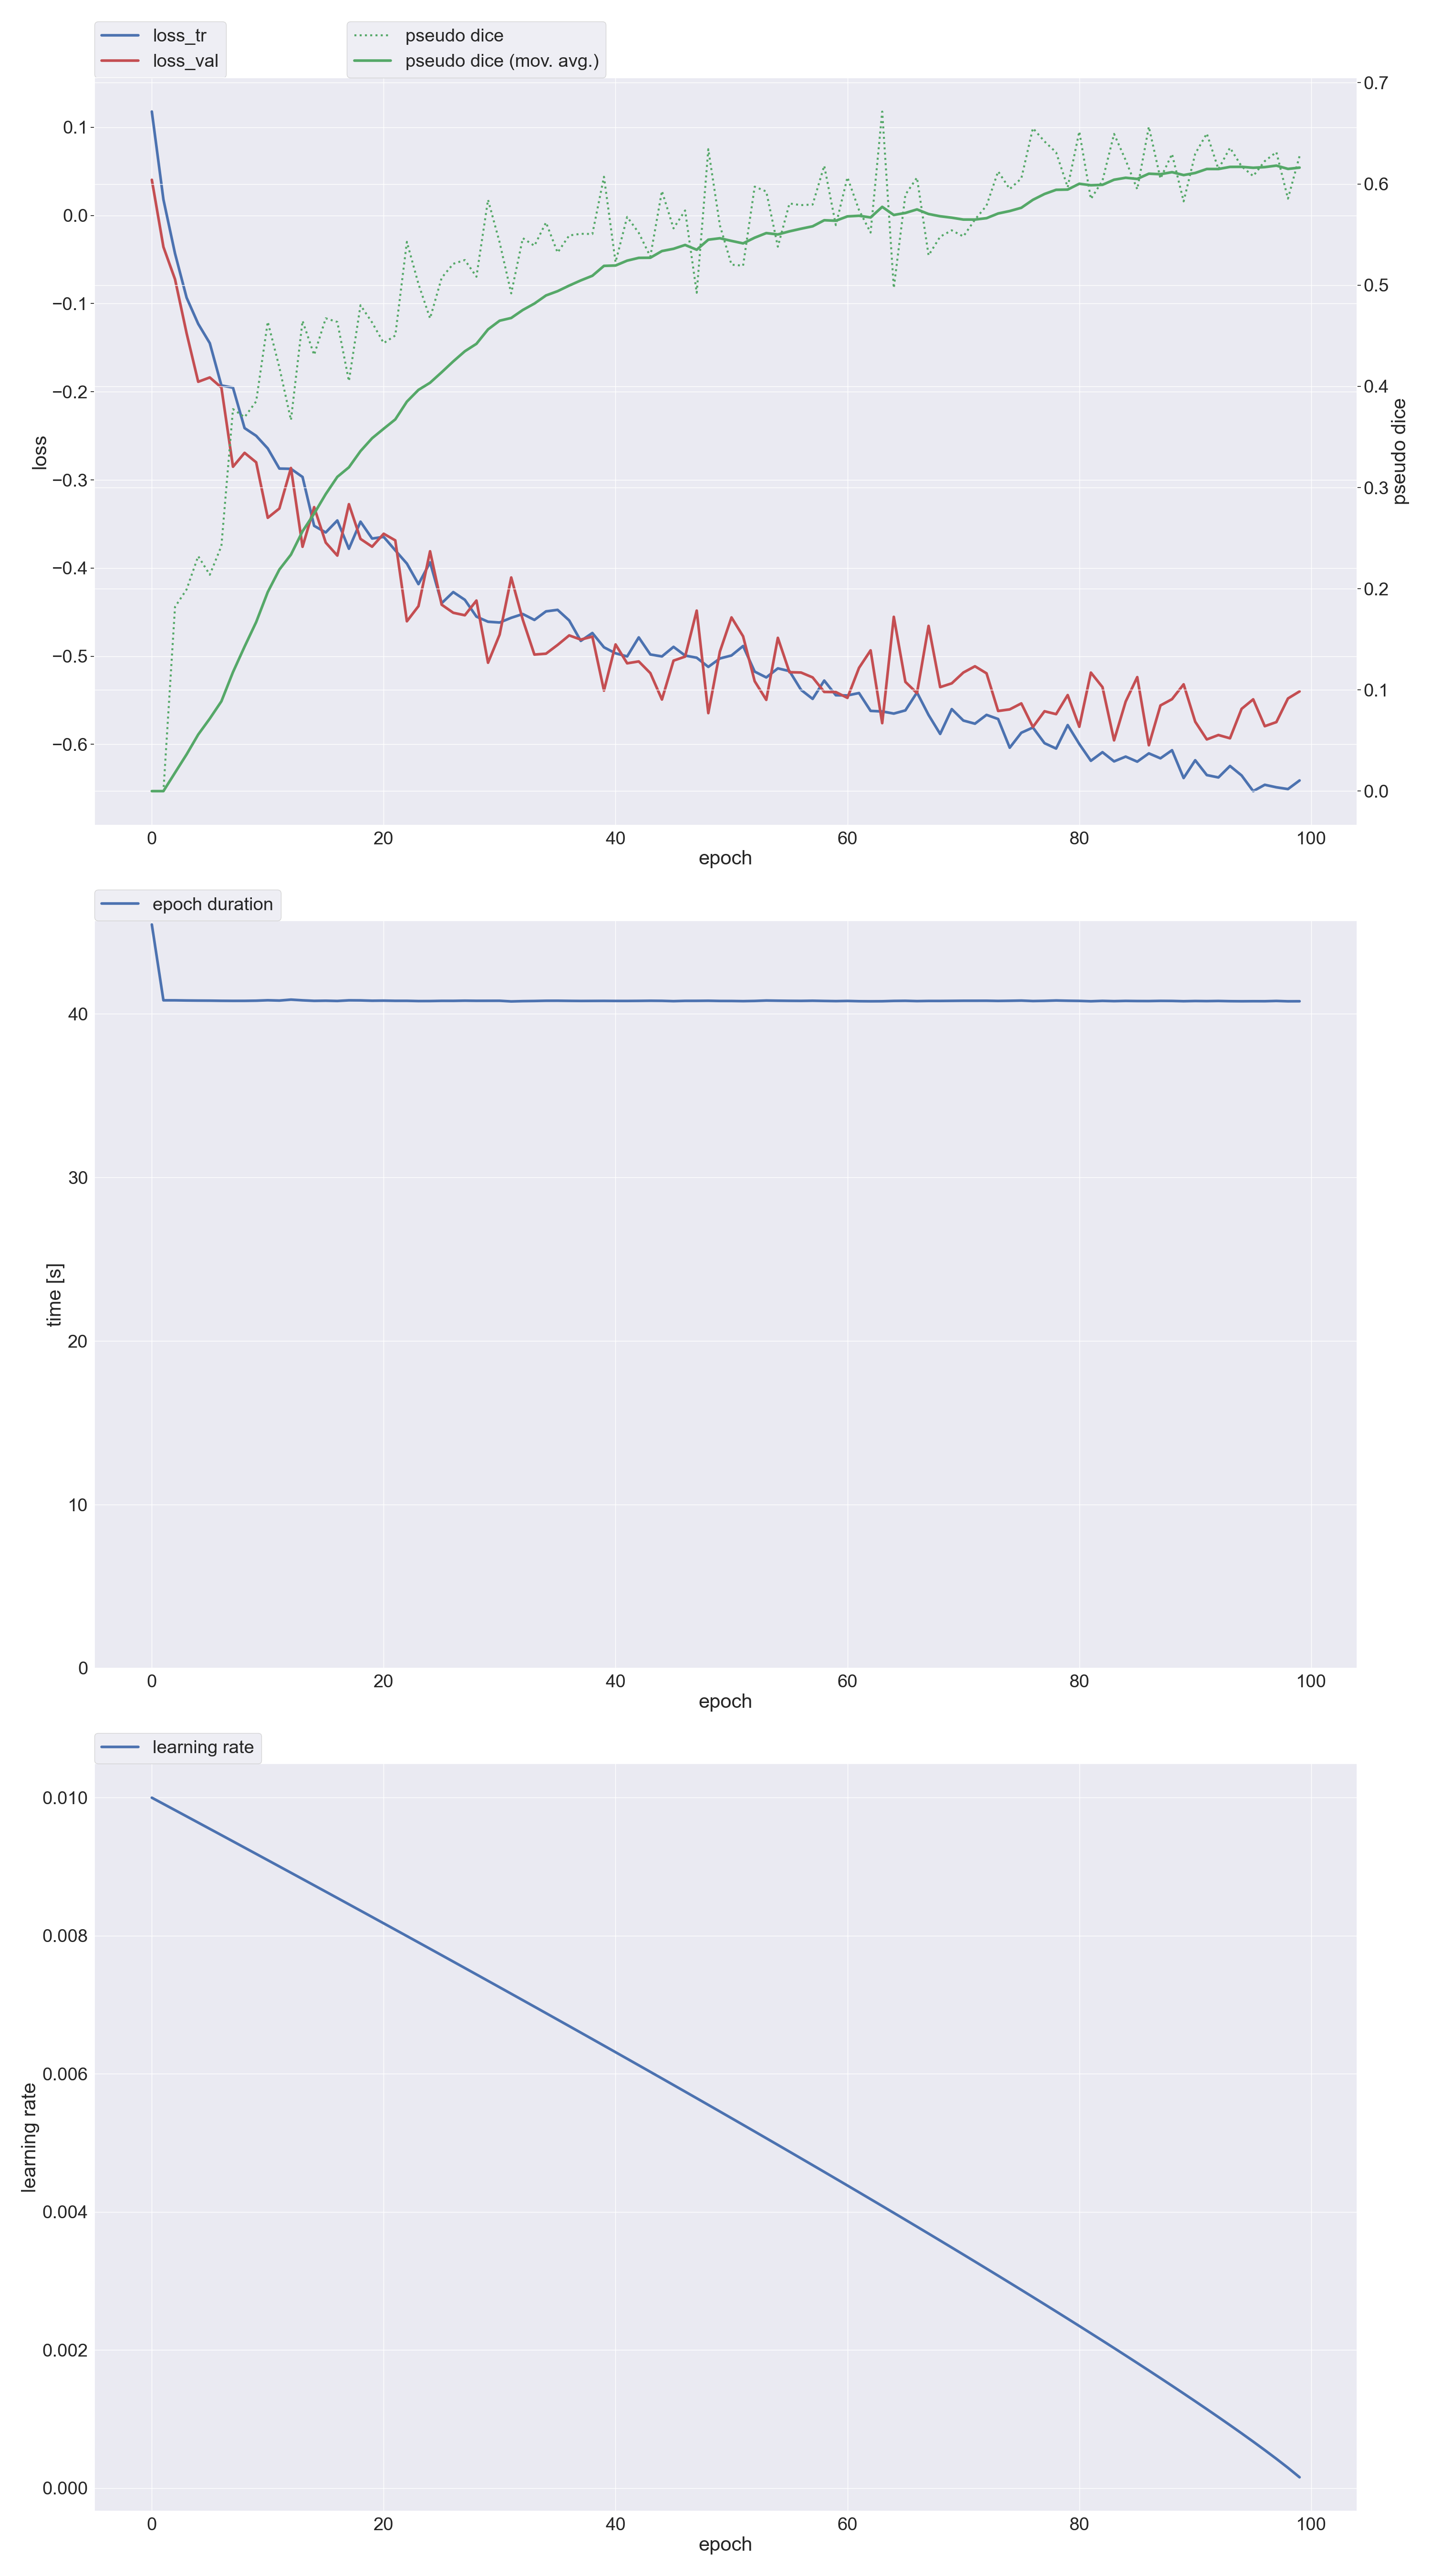 loss_tr
loss_val
pseudo dice
pseudo dice (mov. avg.)
0.1
0.0
−0.1
−0.2
−0.3
−0.4
−0.5
−0.6
loss
0.7
0.6
0.5
0.4
0.3
0.2
0.1
0.0
pseudo dice
0 20 40 60 80 100
epoch
epoch duration
40
30
20
10
0
time [s]
0 20 40 60 80 100
epoch
learning rate
0.010
0.008
0.006
0.004
0.002
0.000
learning rate
0 20 40 60 80 100
epoch